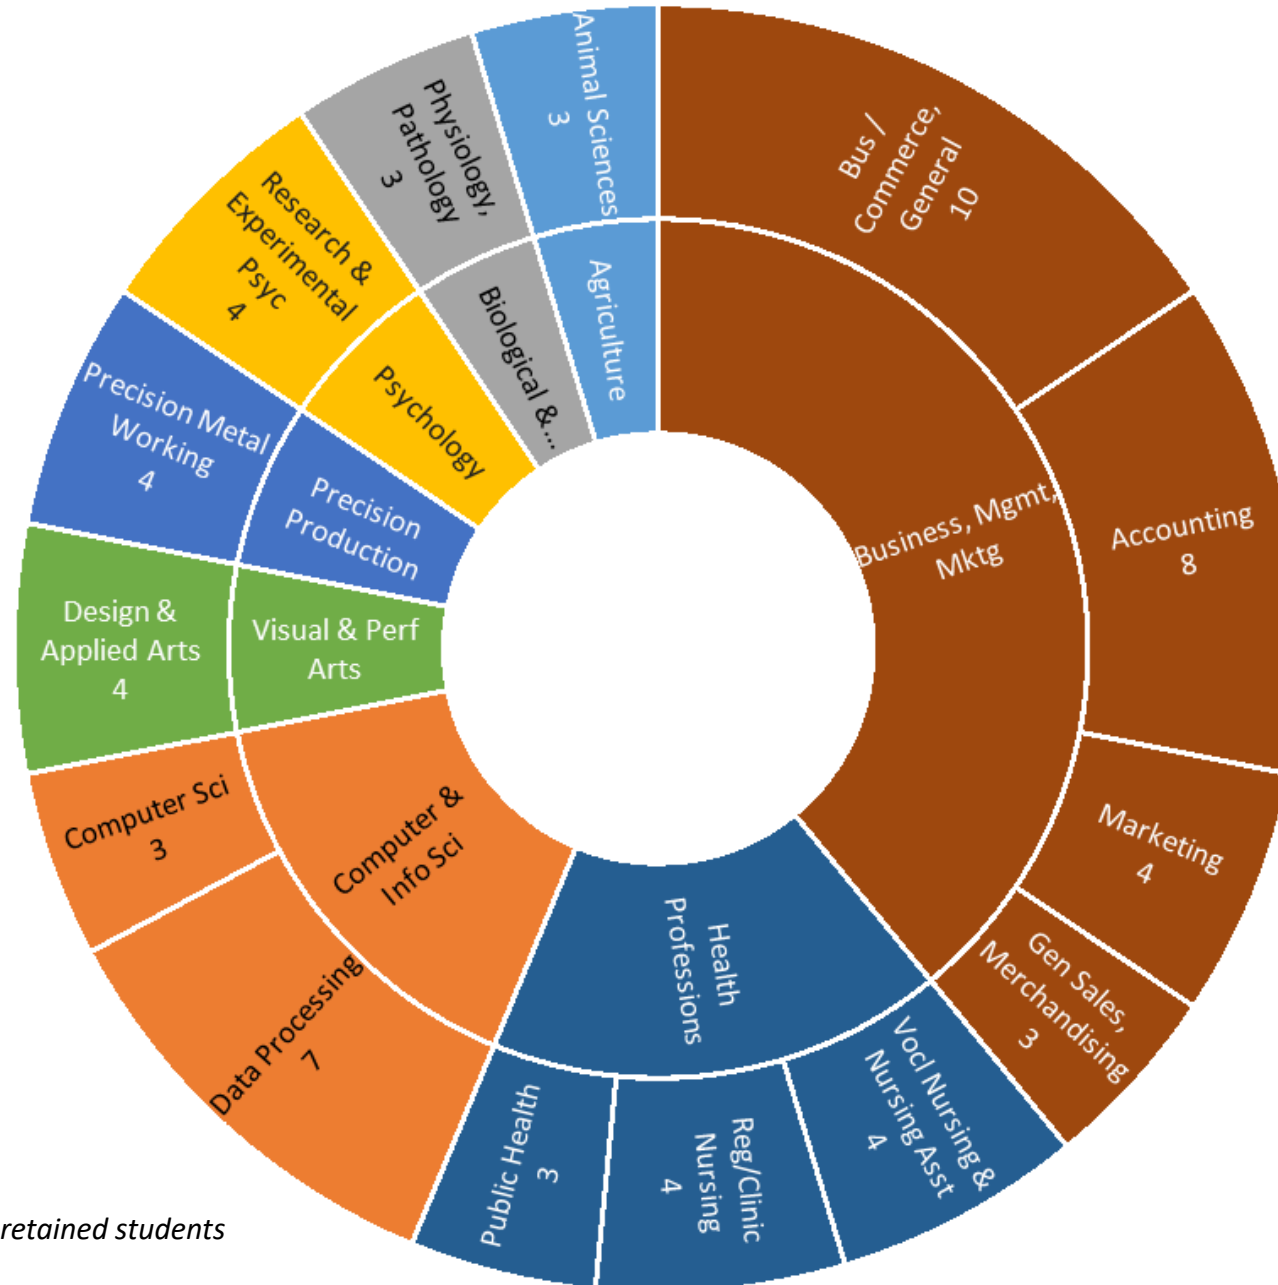 Bus /
Commerce,
General
10
Accounting
8
Marketing
4
Gen Sales,
Merchandising
3
Business, Mgmt,
Mktg
Vocl Nursing &
Nursing Asst
4
Reg/Clinic
Nursing
4
Public Health
3
Health
Professions
Data Processing
7
Computer Sci
3
Computer &
Info Sci
Design &
Applied Arts
4
Visual & Perf
Arts
Precision Metal
Working
4
Precision
Production
Research &
Experimental
Psyc
4
Psychology
Physiology,
Pathology
3
Biological &...
Animal Sciences
3
Agriculture
retained students